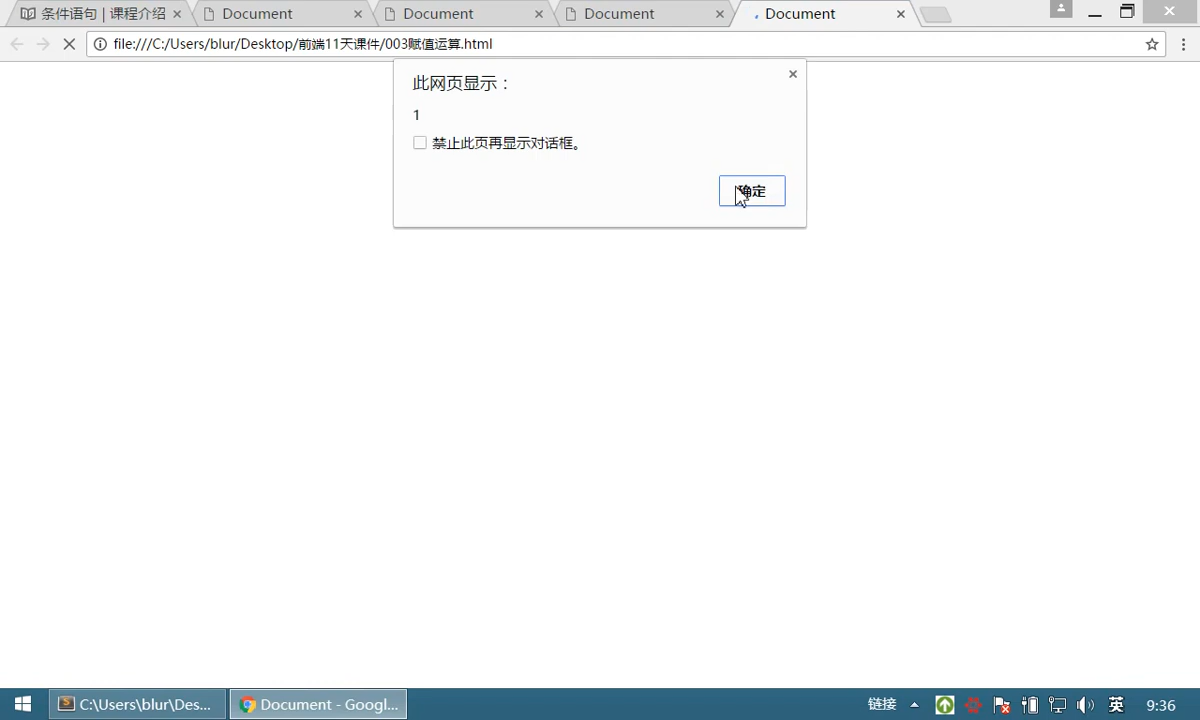 条件语句 | 课程介绍
Document
Document
Document
Document
file:///C:/Users/blur/Desktop/前端11天课件/003赋值运算.html
此网页显示：
1
禁止此页再显示对话框。
确定
C:\Users\blur\Des...
Document - Googl...
链接
英
9:36